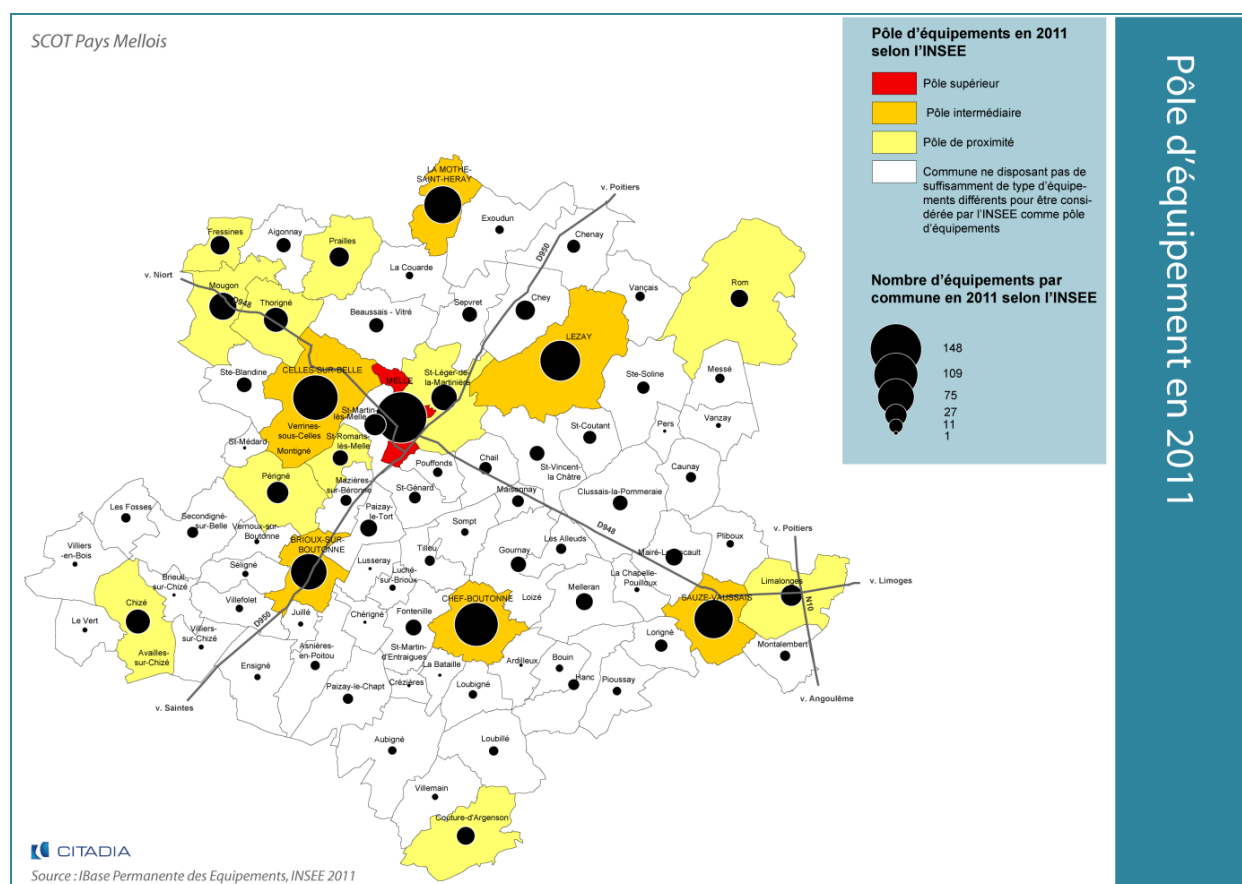 SCOT Pays Mellois
Pôle d'équipements en 2011
selon l'INSEE
Pôle supérieur
Pôle intermédiaire
Pôle de proximité
Commune ne disposant pas de
suffisamment de type d'équipe-
ments différents pour être consi-
dérée par l'INSEE comme pôle
d'équipements
Nombre d'équipements par
commune en 2011 selon l'INSEE
148
109
75
27
11
1
Pôle d'équipement en 2011
LA MOTHE-
SAINT-HERAY
v. Poitiers
Exoudun
Fressines
Aigonnay
Prailles
Chenay
D950
La Couarde
v. Niort
Mougon
D948
Thorigné
Rom
Vançais
Chey
Sepvret
Beaussais - Vitré
LEZAY
CELLES-SUR-BELLE
Ste-Blandine
MELLE
St-Léger-de-
la-Martinière
Messé
Ste-Soline
St-Martin-
lès-Melle
Verrines-
sous-Celles
St-Romans-
lès-Melle
St-Coutant
Pers
Vanzay
St-Médard
Montigné
Pouffonds
Chail
St-Vincent-
la Châtre
Périgné
Mazières-
sur-Béronne
St-Génard
Maisonnay
Clussais-la-Pommeraie
Caunay
Les Fosses
Secondigné-
sur-Belle
Vernoux-sur-
Boutonne
Paizay-
le-Tort
Sompt
D948
v. Poitiers
Villiers
-en-Bois
BRIOUX-SUR-
BOUTONNE
Lusseray
Tilleu
Gournay
Les Alleuds
Pliboux
Séligné
Brieuil-
sur-Chizé
Luché-
sur-Brioux
La Chapelle-
Pouilloux
Limalonges
v. Limoges
Chizé
Villefolet
CHEF-BOUTONNE
Loizé
Melleran
SAUZE-VAUSSAIS
N10
Le Vert
Villiers-
sur-Chizé
D950
Juillé
Chérigné
Fontenille
Lorigné
Availles-
sur-Chizé
Asnières-
en-Poitou
St-Martin-
d'Entraigues
La Bataille
Ardilleux
Bouin
Montalembert
Ensigné
Paizay-le-Chapt
Crézières
Loubigné
Hanc
Pioussay
v. Angoulême
v. Saintes
Aubigné
Loubillé
Villemain
Couture-d'Argenson
CITADIA
Source : IBase Permanente des Equipements, INSEE 2011